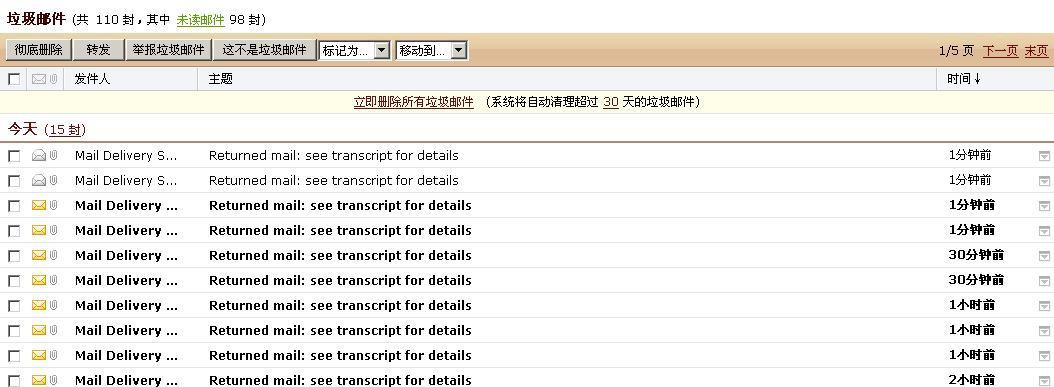 垃圾邮件 (共 110 封，其中 未读邮件 98 封)
彻底删除 转发 举报垃圾邮件 这不是垃圾邮件 标记为... 移动到... 1/5 页 下一页 末页
发件人 主题 时间↓
立即删除所有垃圾邮件 (系统将自动清理超过 30 天的垃圾邮件)
今天 (15 封)
Mail Delivery S... Returned mail: see transcript for details 1分钟前
Mail Delivery S... Returned mail: see transcript for details 1分钟前
Mail Delivery ... Returned mail: see transcript for details 1分钟前
Mail Delivery ... Returned mail: see transcript for details 1分钟前
Mail Delivery ... Returned mail: see transcript for details 30分钟前
Mail Delivery ... Returned mail: see transcript for details 30分钟前
Mail Delivery ... Returned mail: see transcript for details 1小时前
Mail Delivery ... Returned mail: see transcript for details 1小时前
Mail Delivery ... Returned mail: see transcript for details 1小时前
Mail Delivery ... Returned mail: see transcript for details 2小时前